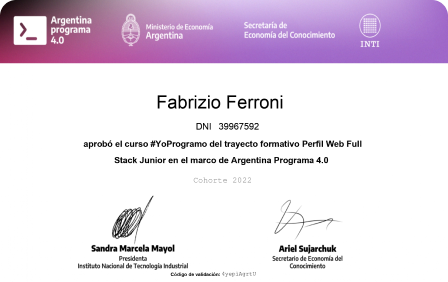 Argentina
programa
4.0
Ministerio de Economía
Argentina
Secretaría de
Economía del Conocimiento
INTI
Fabrizio Ferroni
DNI 39967592
aprobó el curso #YoProgramo del trayecto formativo Perfil Web Full
Stack Junior en el marco de Argentina Programa 4.0
Cohorte 2022
Sandra Marcela Mayol
Presidenta
Instituto Nacional de Tecnología Industrial
Ariel Sujarchuk
Secretario de Economía del
Conocimiento
Código de validación: